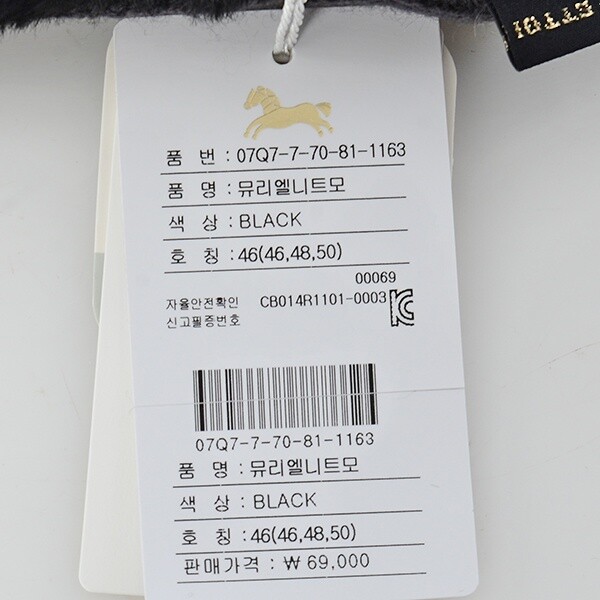 ETTOI
품 번 : 07Q7-7-70-81-1163
품 명 : 뮤리엘니트모
색 상 : BLACK
호 칭 : 46(46,48,50)
00069
자율안전확인 CB014R1101-0003
신고필증번호
07Q7-7-70-81-1163
품 명 : 뮤리엘니트모
색 상 : BLACK
호 칭 : 46(46,48,50)
판매가격 : ₩ 69,000